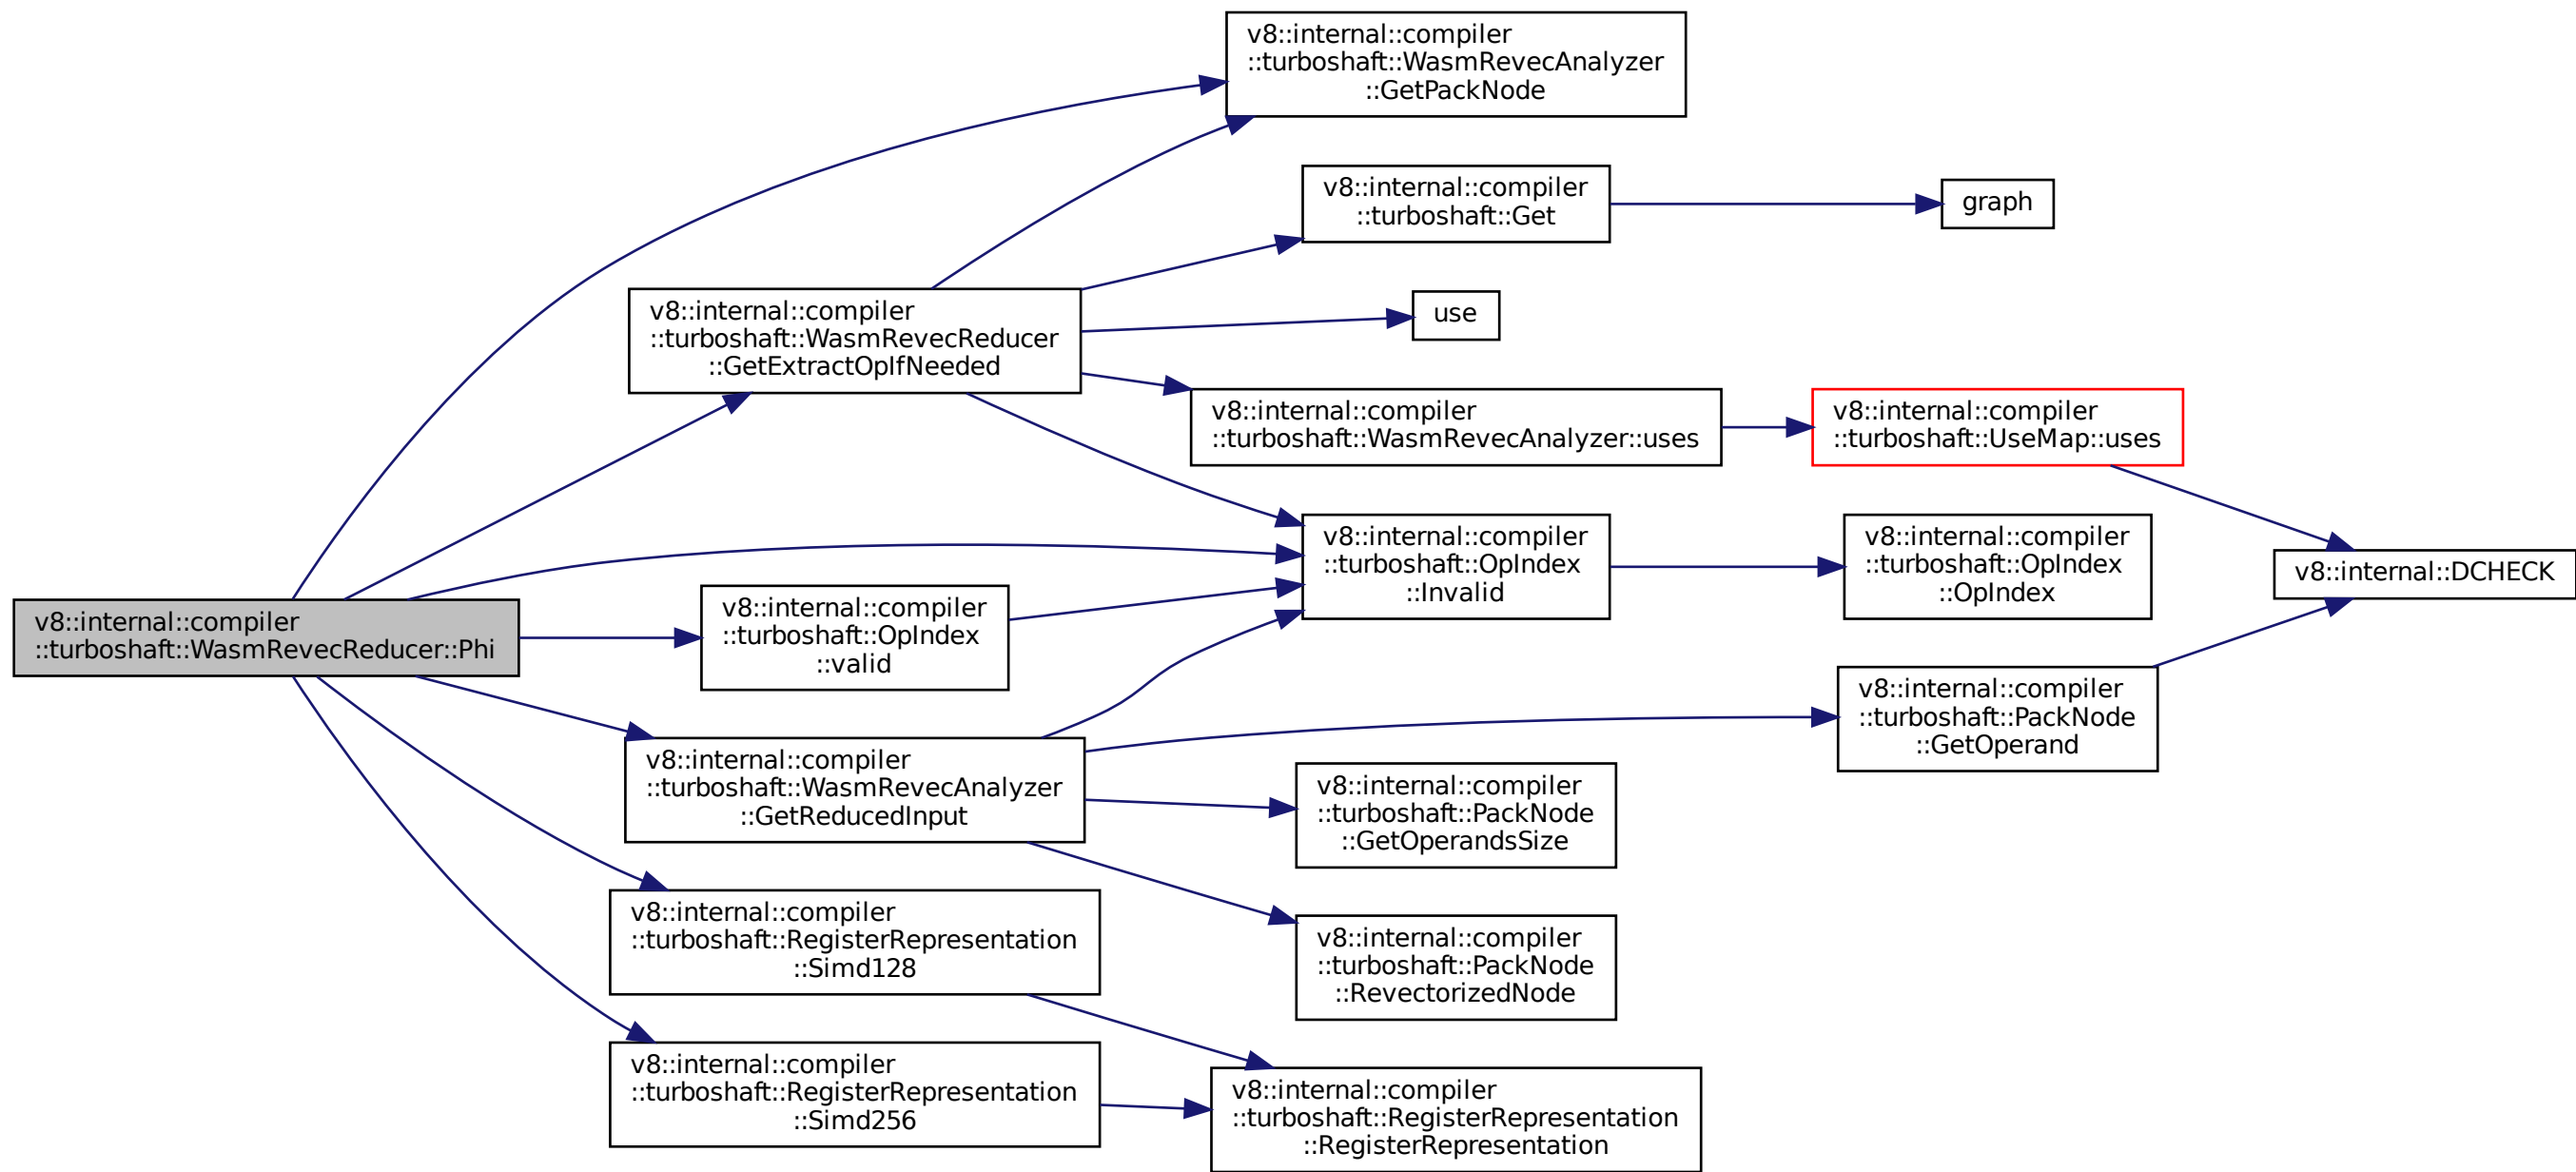 v8::internal::compiler
::turboshaft::WasmRevecReducer::Phi
v8::internal::compiler
::turboshaft::WasmRevecAnalyzer
::GetPackNode
v8::internal::compiler
::turboshaft::WasmRevecReducer
::GetExtractOpIfNeeded
v8::internal::compiler
::turboshaft::Get
graph
use
v8::internal::compiler
::turboshaft::WasmRevecAnalyzer::uses
v8::internal::compiler
::turboshaft::UseMap::uses
v8::internal::DCHECK
v8::internal::compiler
::turboshaft::OpIndex
::Invalid
v8::internal::compiler
::turboshaft::OpIndex
::OpIndex
v8::internal::compiler
::turboshaft::OpIndex
::valid
v8::internal::compiler
::turboshaft::WasmRevecAnalyzer
::GetReducedInput
v8::internal::compiler
::turboshaft::PackNode
::GetOperand
v8::internal::compiler
::turboshaft::PackNode
::GetOperandsSize
v8::internal::compiler
::turboshaft::PackNode
::RevectorizedNode
v8::internal::compiler
::turboshaft::RegisterRepresentation
::Simd128
v8::internal::compiler
::turboshaft::RegisterRepresentation
::Simd256
v8::internal::compiler
::turboshaft::RegisterRepresentation
::RegisterRepresentation